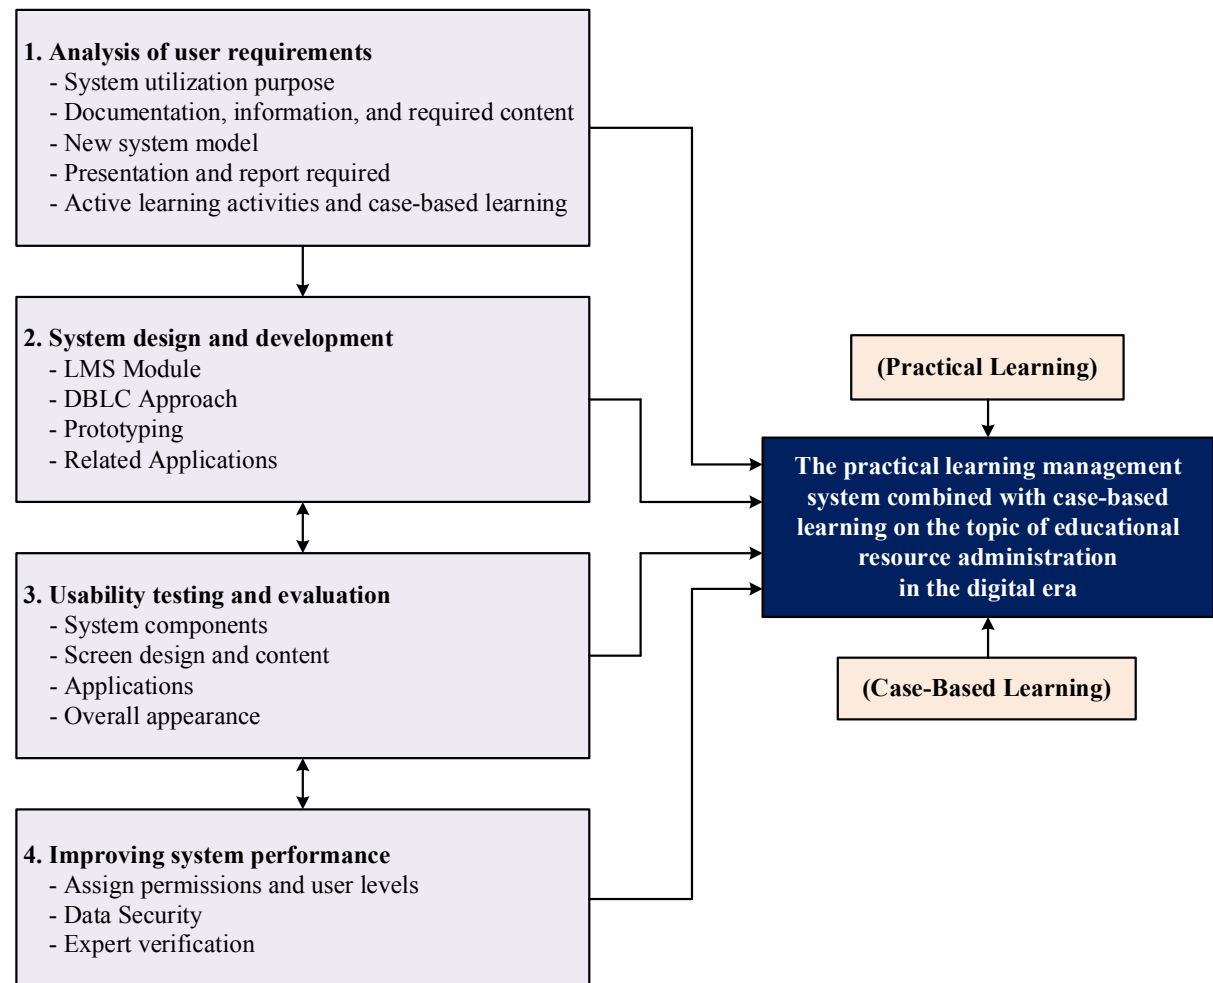 1. Analysis of user requirements
- System utilization purpose
- Documentation, information, and required content
- New system model
- Presentation and report required
- Active learning activities and case-based learning
2. System design and development
- LMS Module
- DBLC Approach
- Prototyping
- Related Applications
3. Usability testing and evaluation
- System components
- Screen design and content
- Applications
- Overall appearance
4. Improving system performance
- Assign permissions and user levels
- Data Security
- Expert verification
(Practical Learning)
The practical learning management
system combined with case-based
learning on the topic of educational
resource administration
in the digital era
(Case-Based Learning)